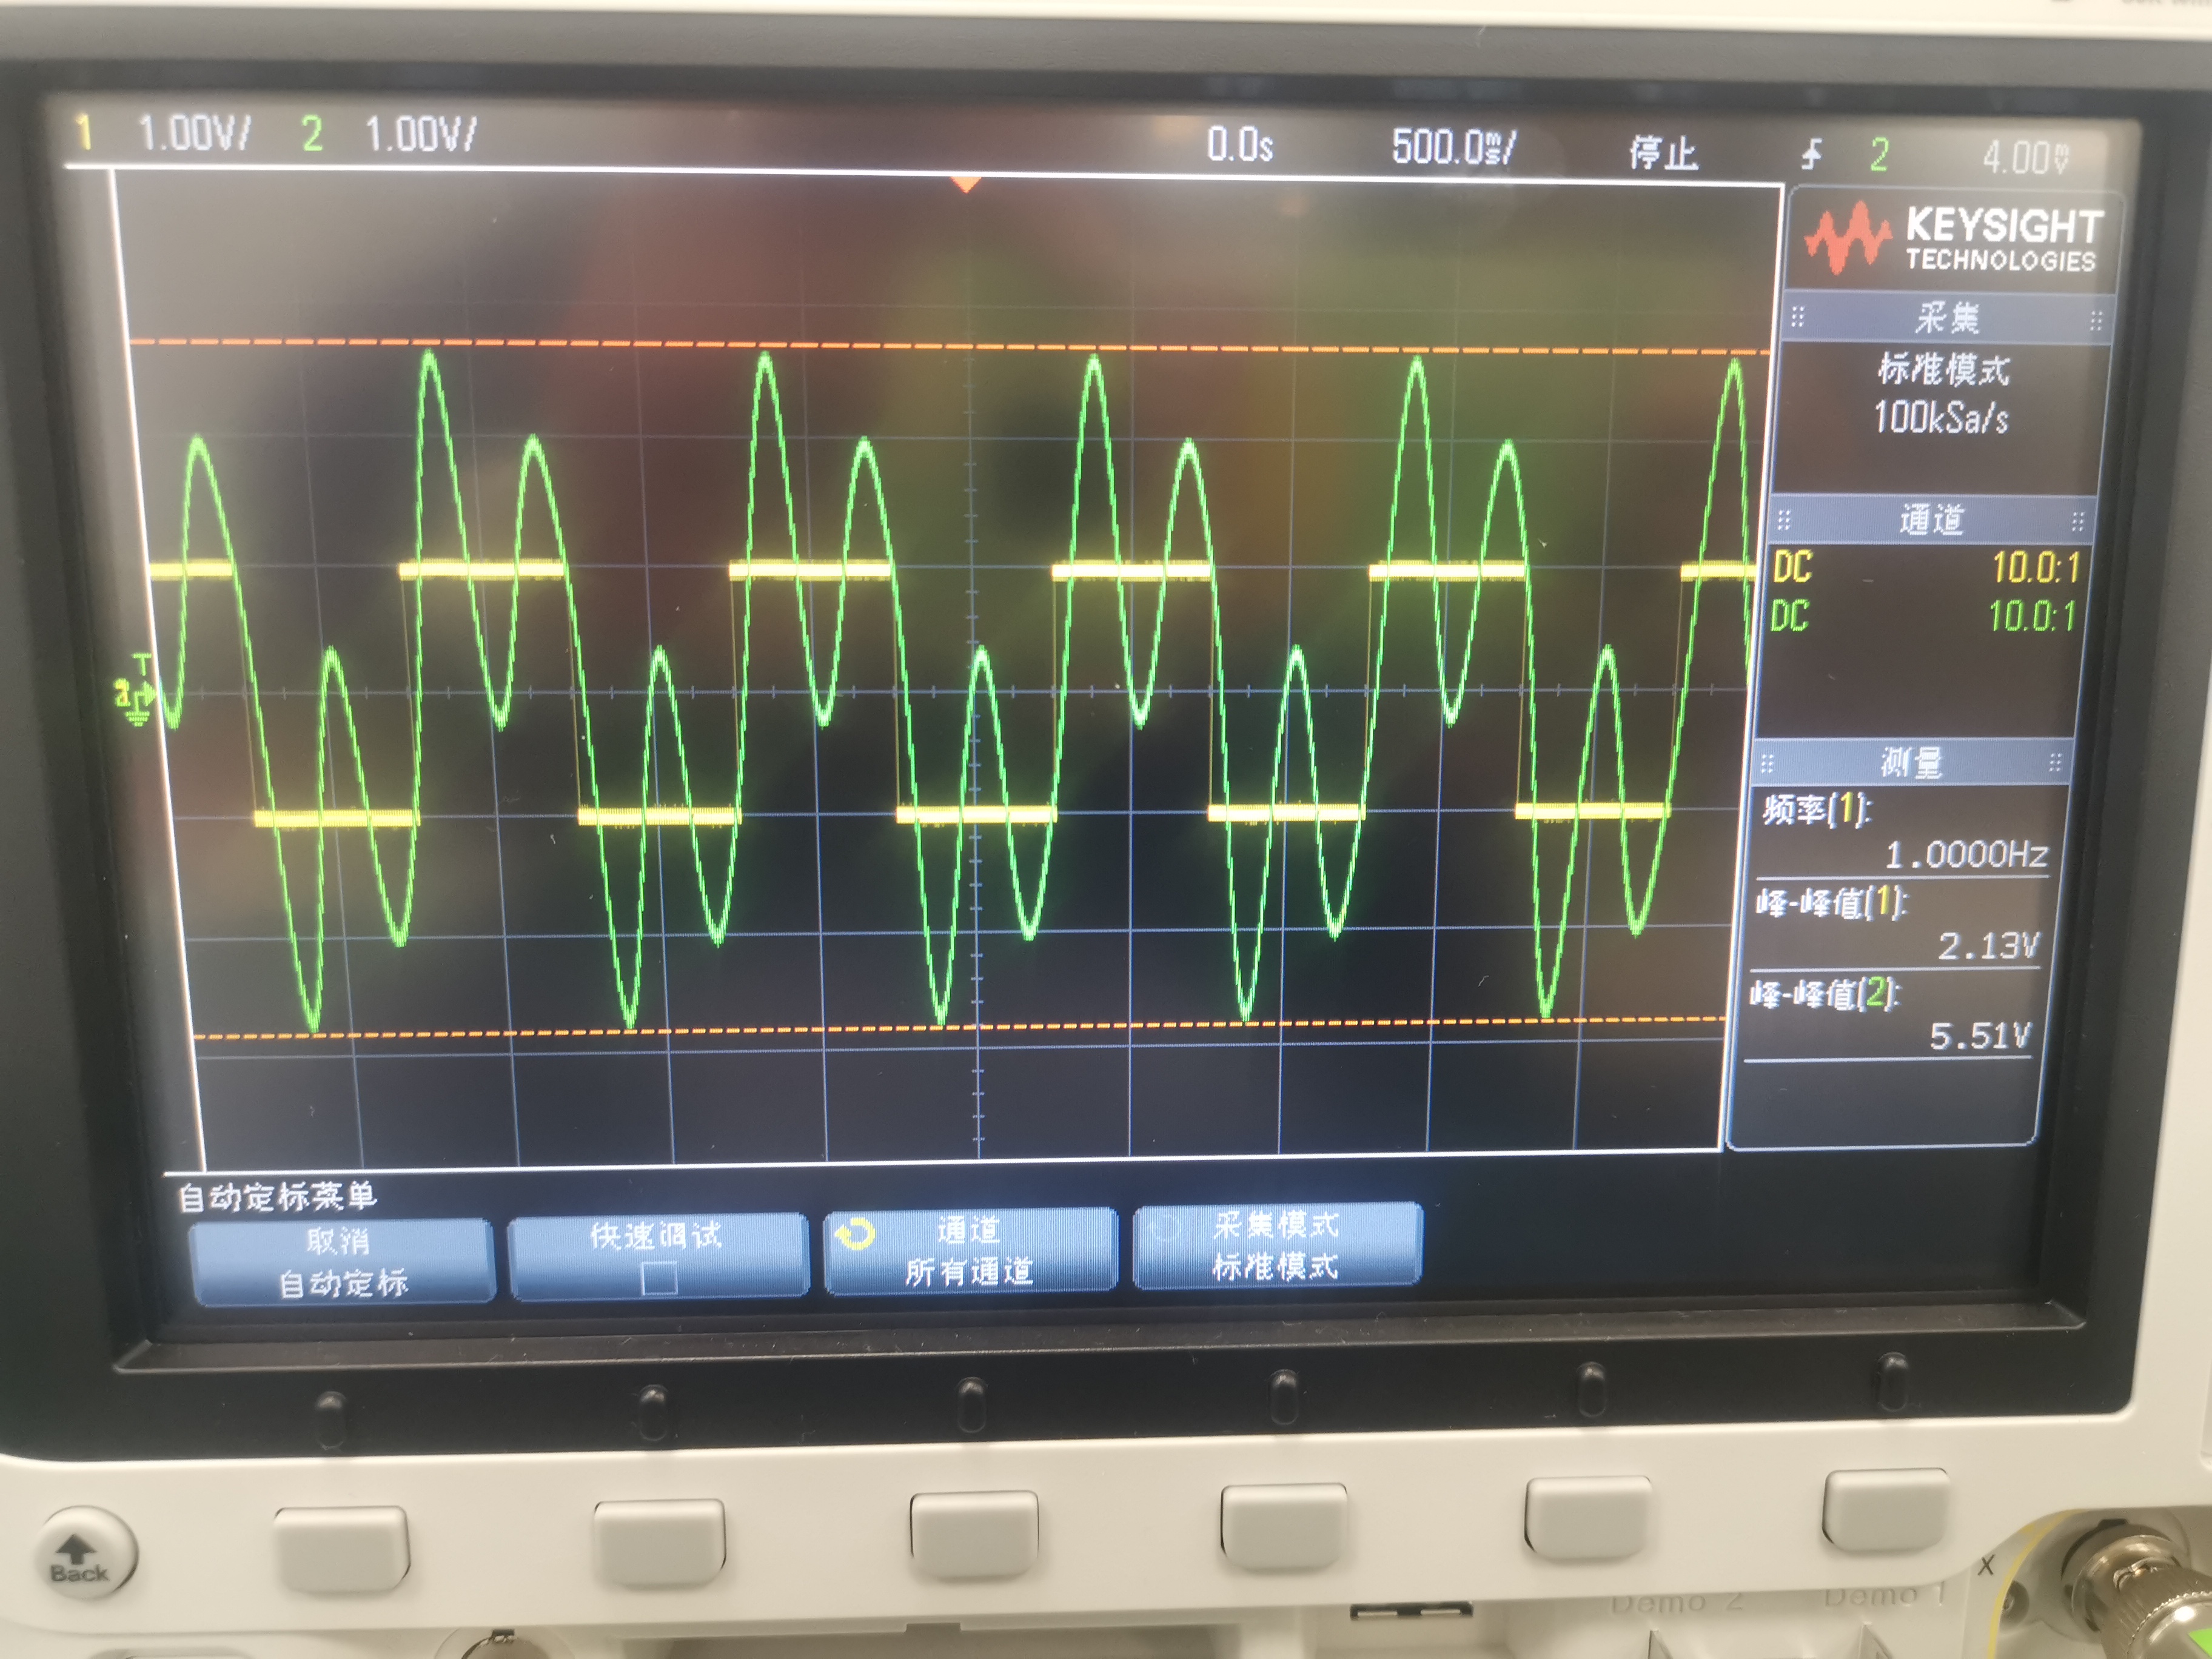 1 1.00V/ 2 1.00V/ 0.0s 500.0ms/ 停止 2 4.00mV
KEYSIGHT
TECHNOLOGIES
采集
标准模式
100kSa/s
通道
DC 10.0:1
DC 10.0:1
T
测量
频率(1):
1.0000Hz
峰-峰值(1):
2.13V
峰-峰值(2):
5.51V
自动定标菜单
取消
自动定标
快速调试
通道
所有通道
采集模式
标准模式
Back
X
Demo 2
Demo 1